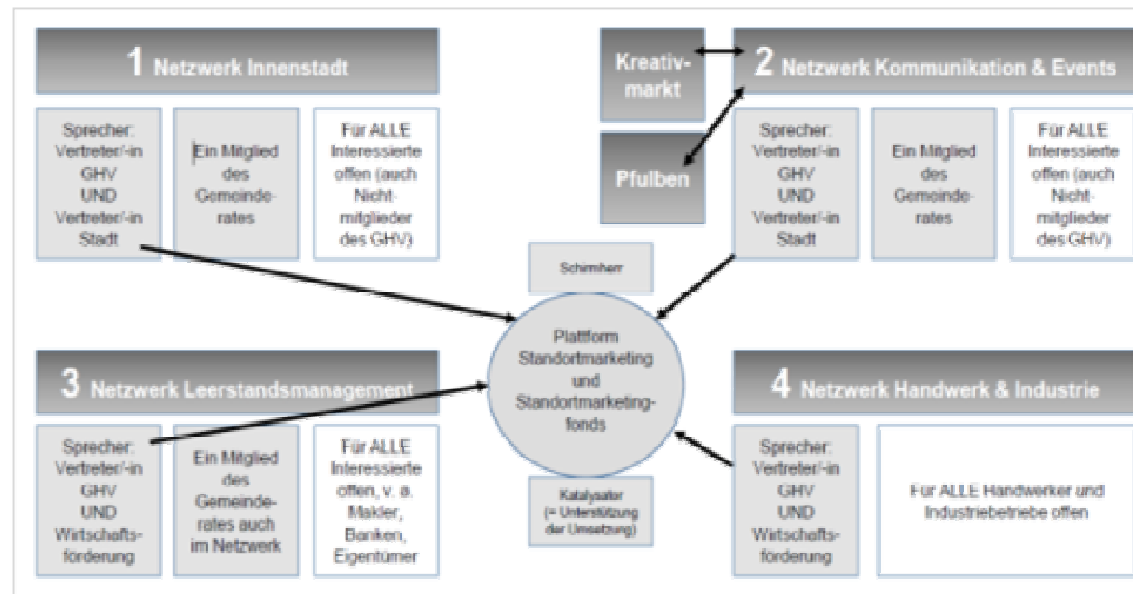 1 Netzwerk Innenstadt
Sprecher:
Vertreter/-in
GHV
UND
Vertreter/-in
Stadt
Ein Mitglied
des
Gemeinde-
rates
Für ALLE
Interessierte
offen (auch
Nicht-
mitglieder
des GHV)
Kreativ-
markt
Pfulben
2 Netzwerk Kommunikation & Events
Sprecher:
Vertreter/-in
GHV
UND
Vertreter/-in
Stadt
Ein Mitglied
des
Gemeinde-
rates
Für ALLE
Interessierte
offen (auch
Nicht-
mitglieder
des GHV)
Schirmherr
Plattform
Standortmarketing
und
Standortmarketing-
fonds
Katalysator
(= Unterstützung
der Umsetzung)
3 Netzwerk Leerstandsmanagement
Sprecher:
Vertreter/-in
GHV
UND
Wirtschafts-
förderung
Ein Mitglied
des
Gemeinde-
rates auch
im Netzwerk
Für ALLE
Interessierte
offen, v. a.
Makler,
Banken,
Eigentümer
4 Netzwerk Handwerk & Industrie
Sprecher:
Vertreter/-in
GHV
UND
Wirtschafts-
förderung
Für ALLE Handwerker und
Industriebetriebe offen